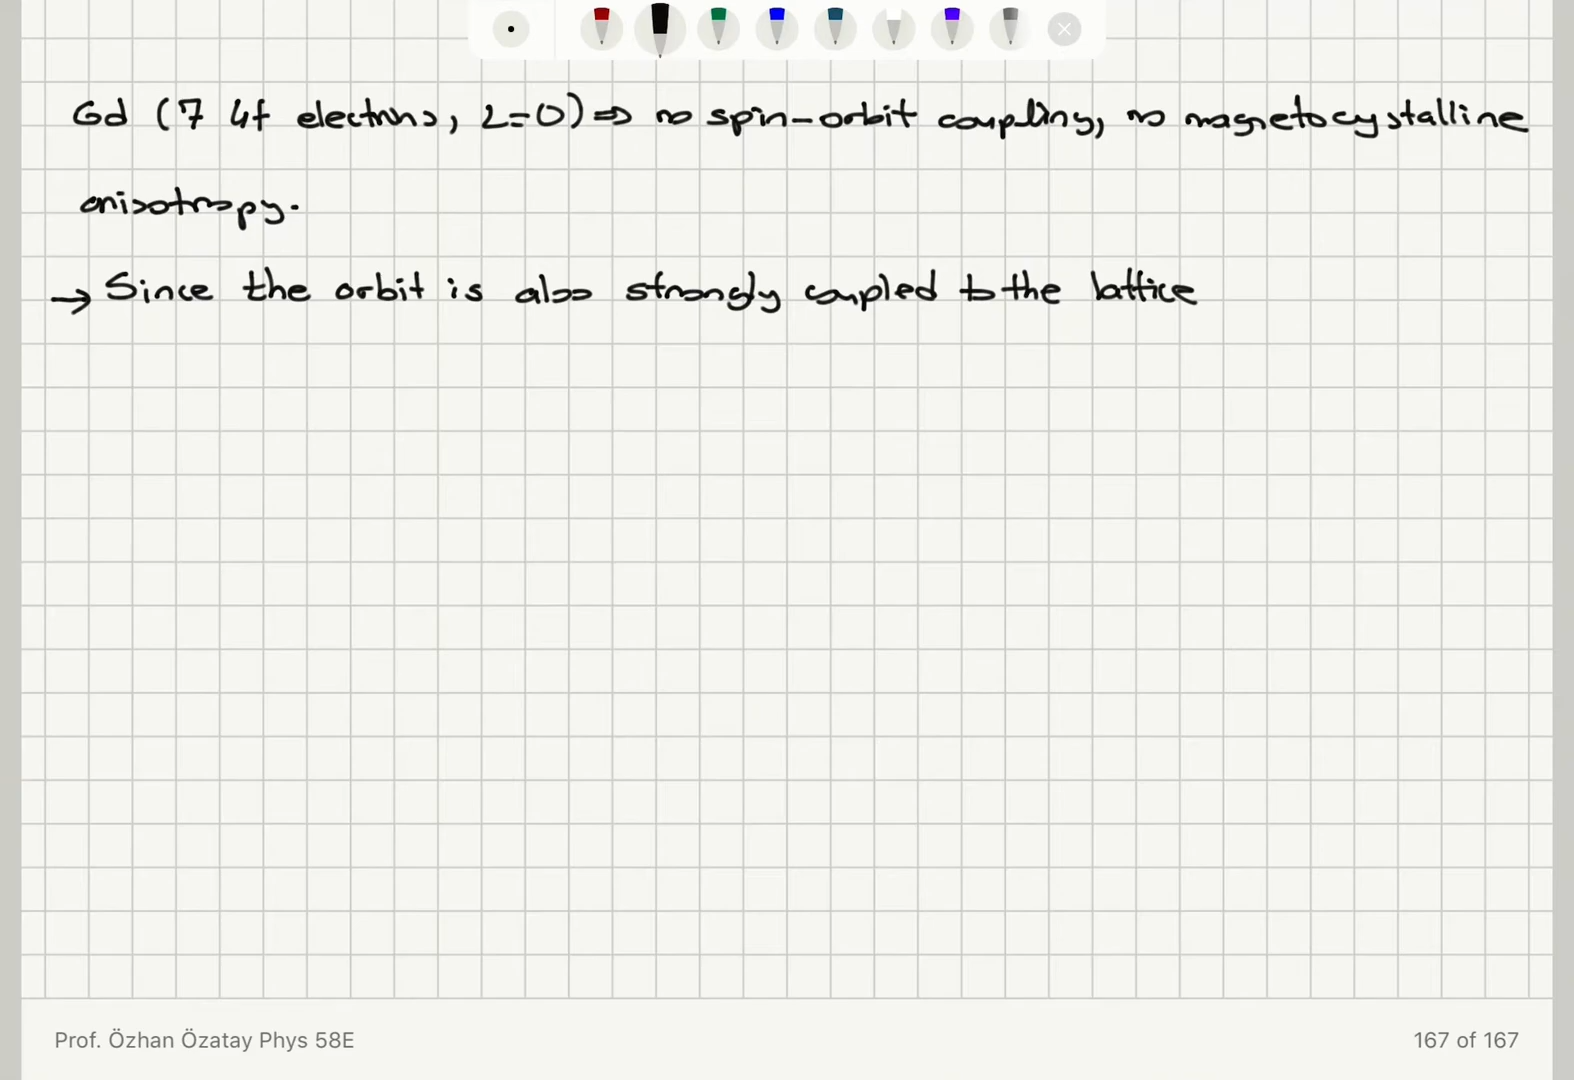 Gd (7 4f electrons, L=0) ⇒ no spin-orbit coupling, no magnetocystalline
anisotropy.
→ Since the orbit is also strongly coupled to the lattice
Prof. Özhan Özatay Phys 58E
167 of 167